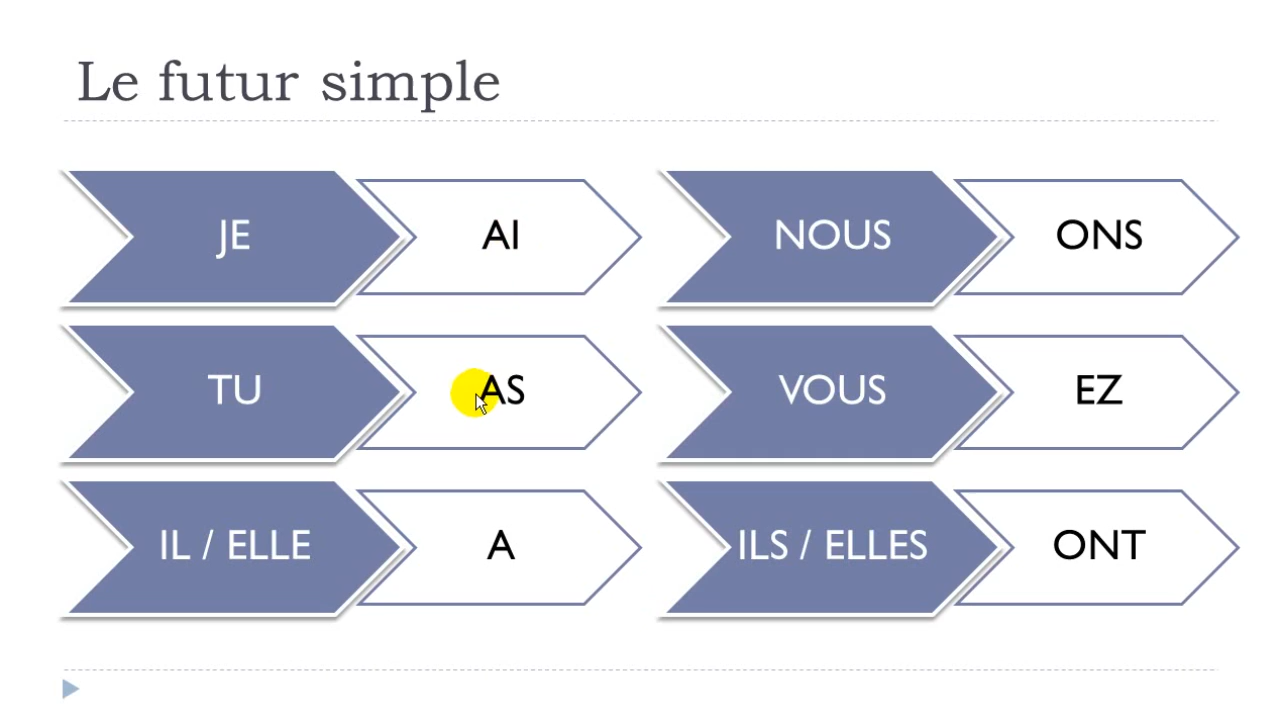 Le futur simple
JE AI NOUS ONS
TU AS VOUS EZ
IL / ELLE A ILS / ELLES ONT